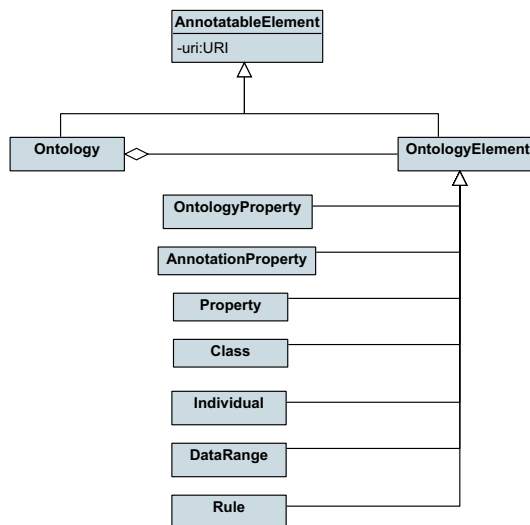 AnnotatableElement
-uri:URI
Ontology
OntologyElement
OntologyProperty
AnnotationProperty
Property
Class
Individual
DataRange
Rule